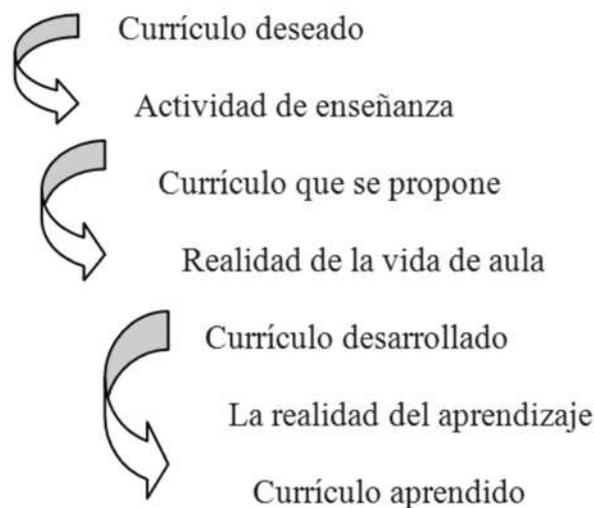 Currículo deseado
Actividad de enseñanza
Currículo que se propone
Realidad de la vida de aula
Currículo desarrollado
La realidad del aprendizaje
Currículo aprendido